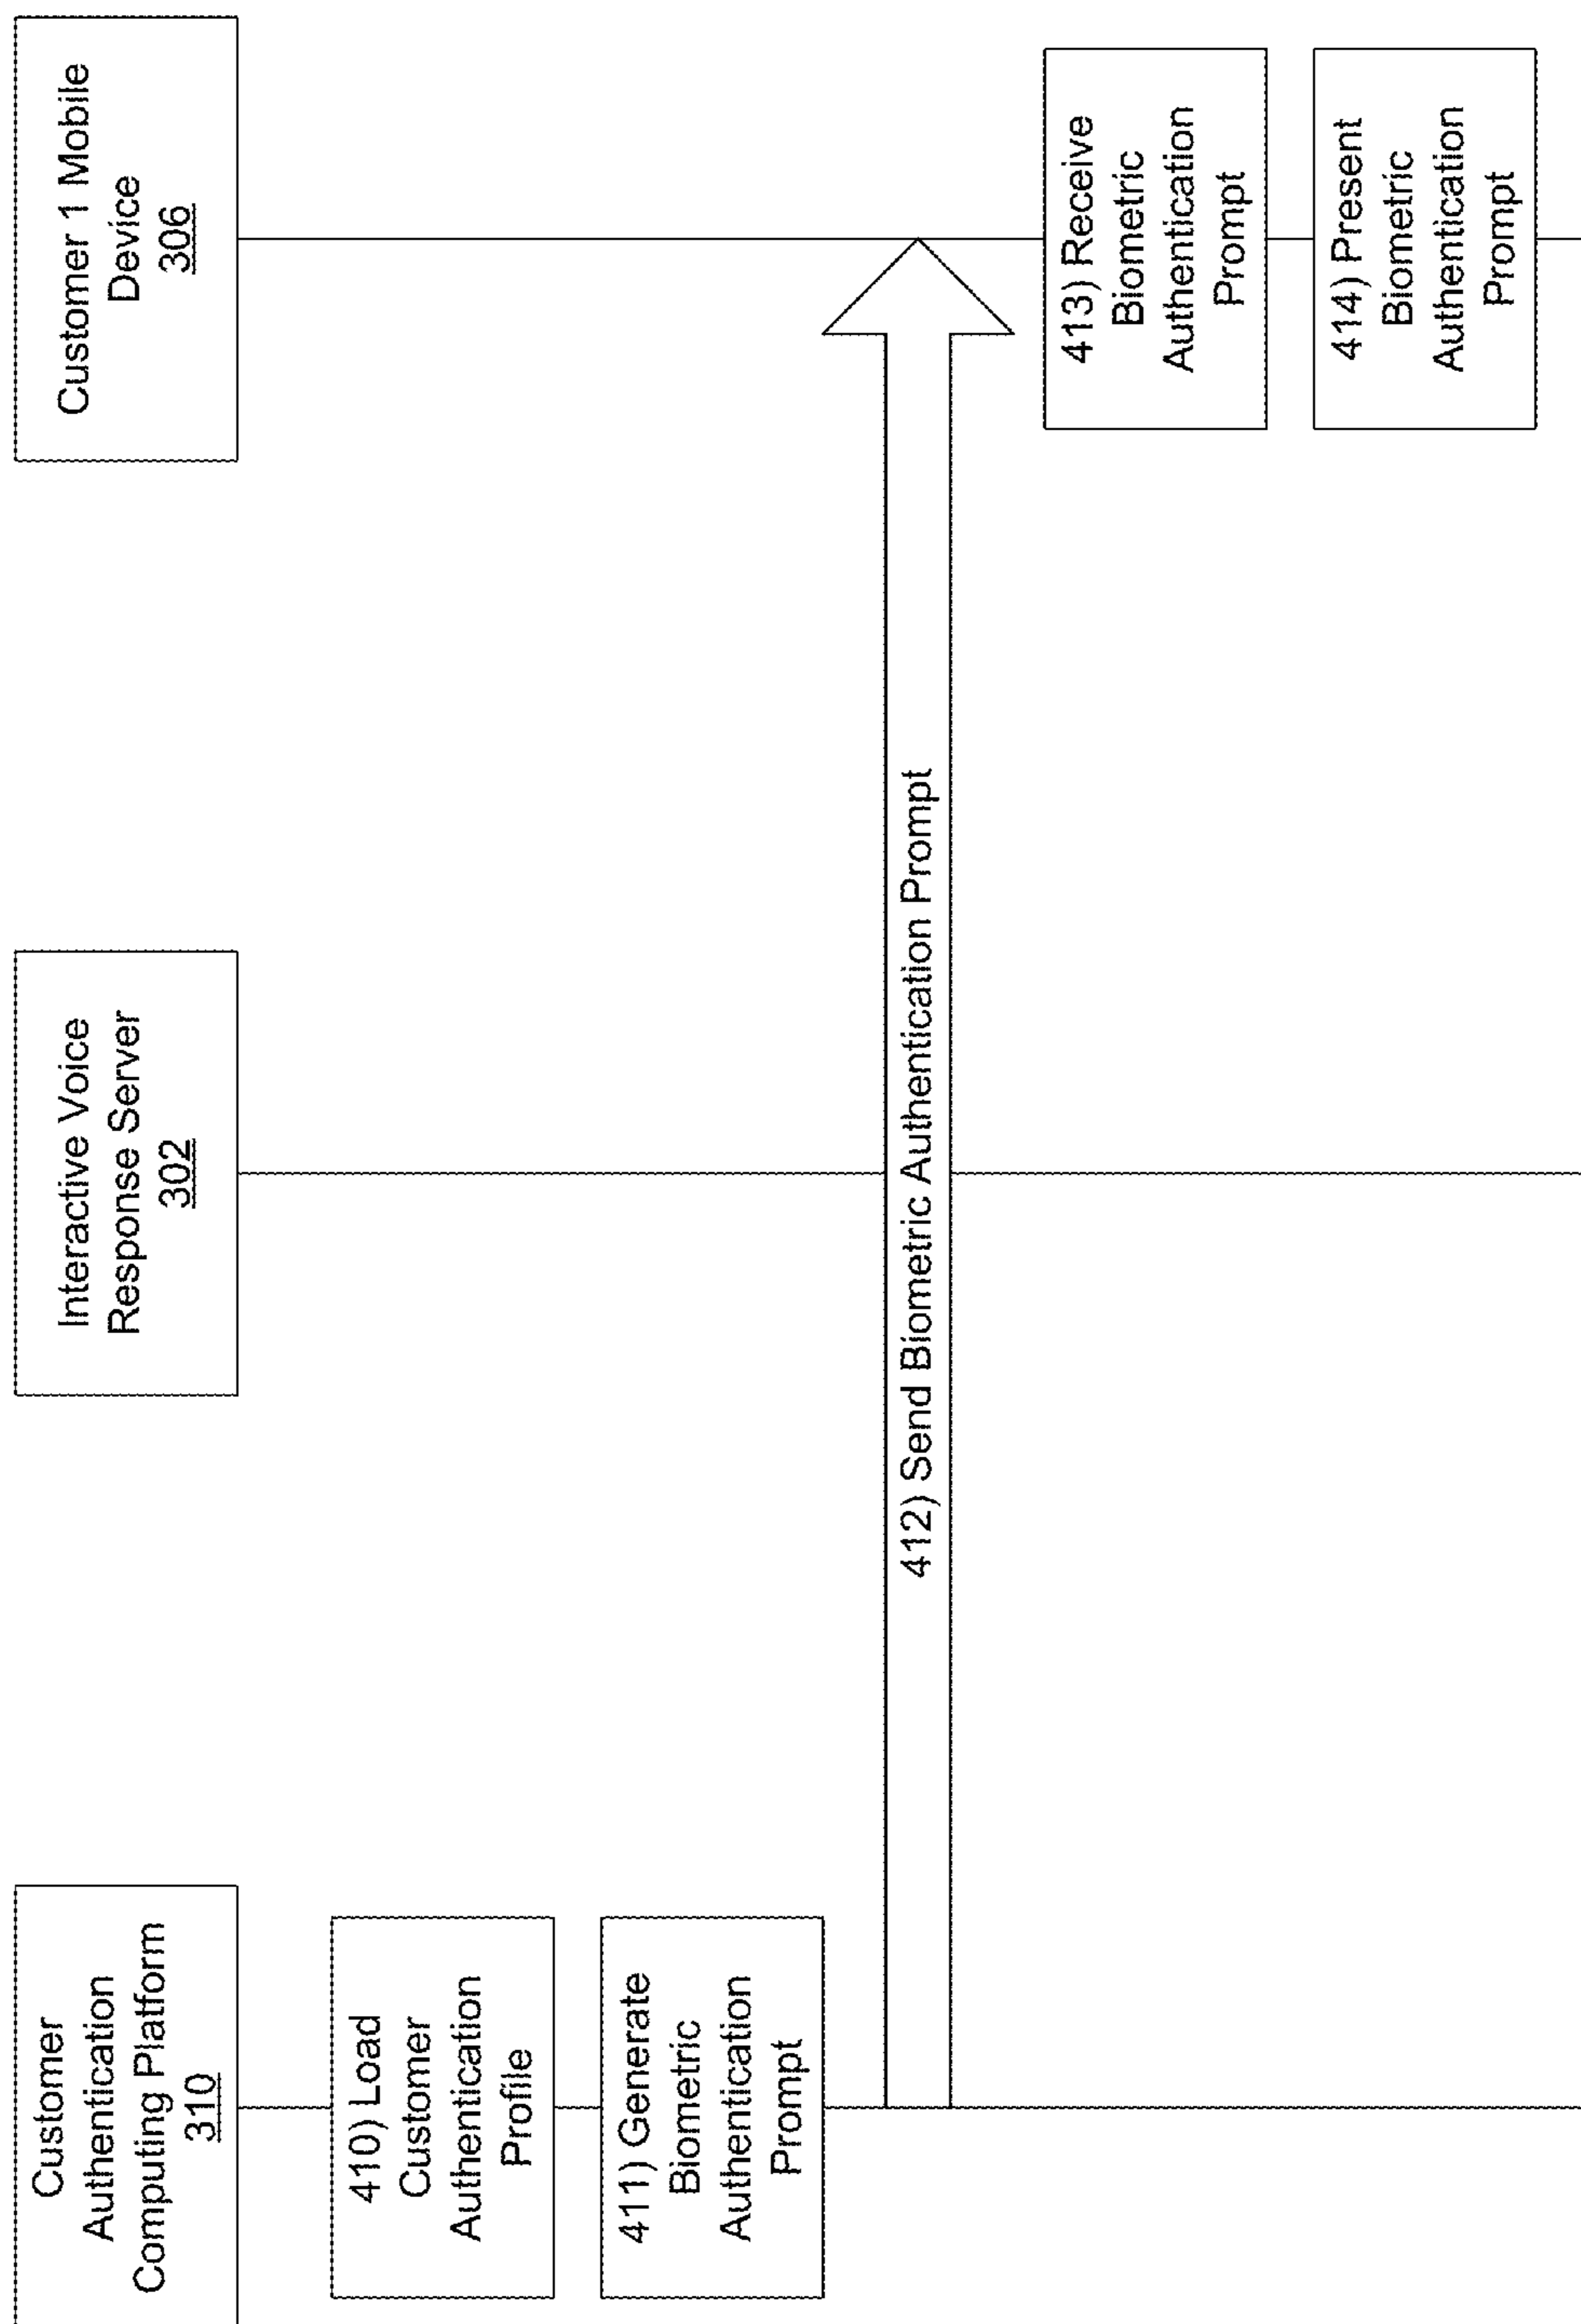 Customer
Authentication
Computing Platform
310
Interactive Voice
Response Server
302
Customer 1 Mobile
Device
306
410) Load
Customer
Authentication
Profile
411) Generate
Biometric
Authentication
Prompt
412) Send Biometric Authentication Prompt
413) Receive
Biometric
Authentication
Prompt
414) Present
Biometric
Authentication
Prompt